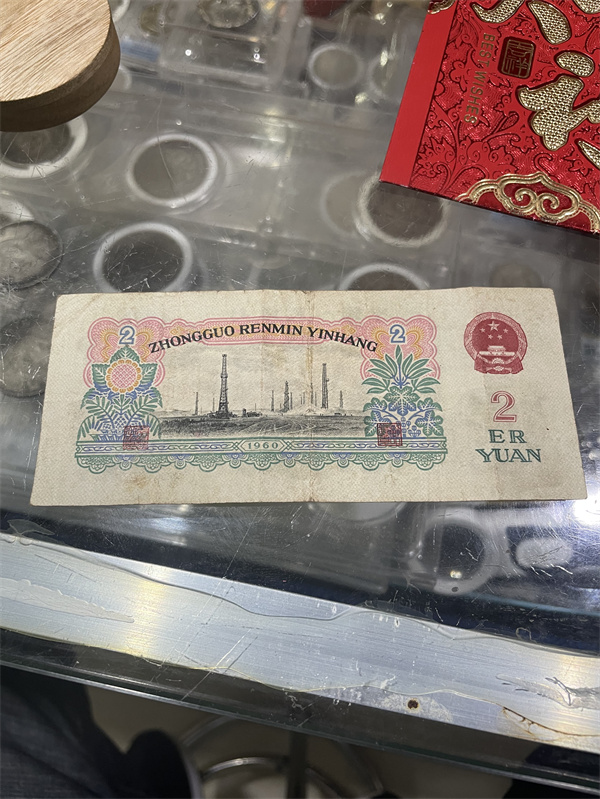 BEST WISHES
2
2
ZHONGGUO RENMIN YINHANG
1960
2
ER
YUAN